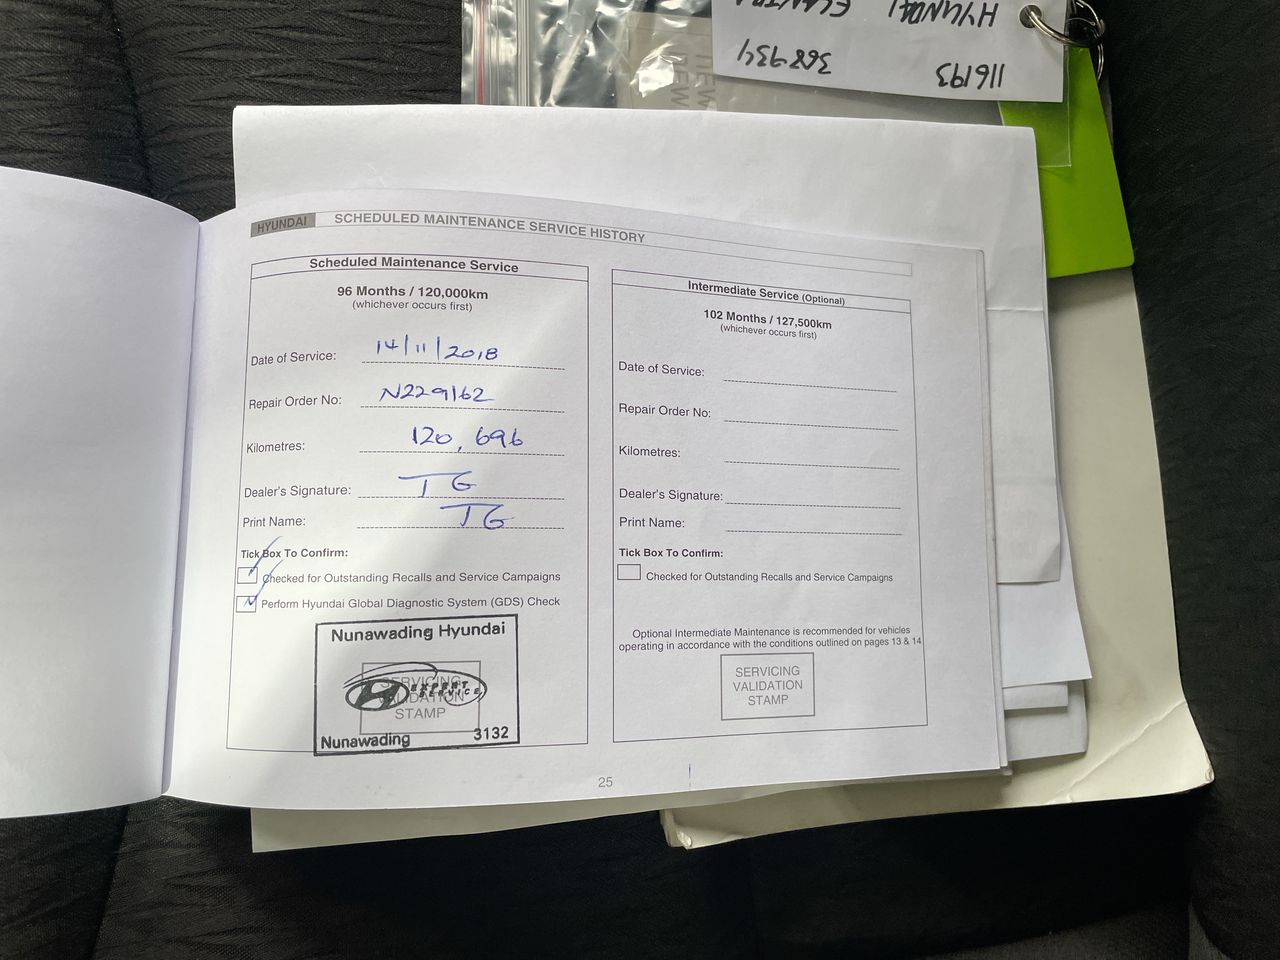 HYUNDAI ELANTRA
116193 368934
HYUNDAI SCHEDULED MAINTENANCE SERVICE HISTORY
Scheduled Maintenance Service
96 Months / 120,000km
(whichever occurs first)
Date of Service: 14/11/2018
Repair Order No: N229162
Kilometres: 120,696
Dealer's Signature: TG
Print Name: TG
Tick Box To Confirm:
Checked for Outstanding Recalls and Service Campaigns
Perform Hyundai Global Diagnostic System (GDS) Check
Nunawading Hyundai
SERVICING
VALIDATION
STAMP
EXPERT
SERVICE
Nunawading 3132
Intermediate Service (Optional)
102 Months / 127,500km
(whichever occurs first)
Date of Service:
Repair Order No:
Kilometres:
Dealer's Signature:
Print Name:
Tick Box To Confirm:
Checked for Outstanding Recalls and Service Campaigns
Optional Intermediate Maintenance is recommended for vehicles
operating in accordance with the conditions outlined on pages 13 & 14
SERVICING
VALIDATION
STAMP
25